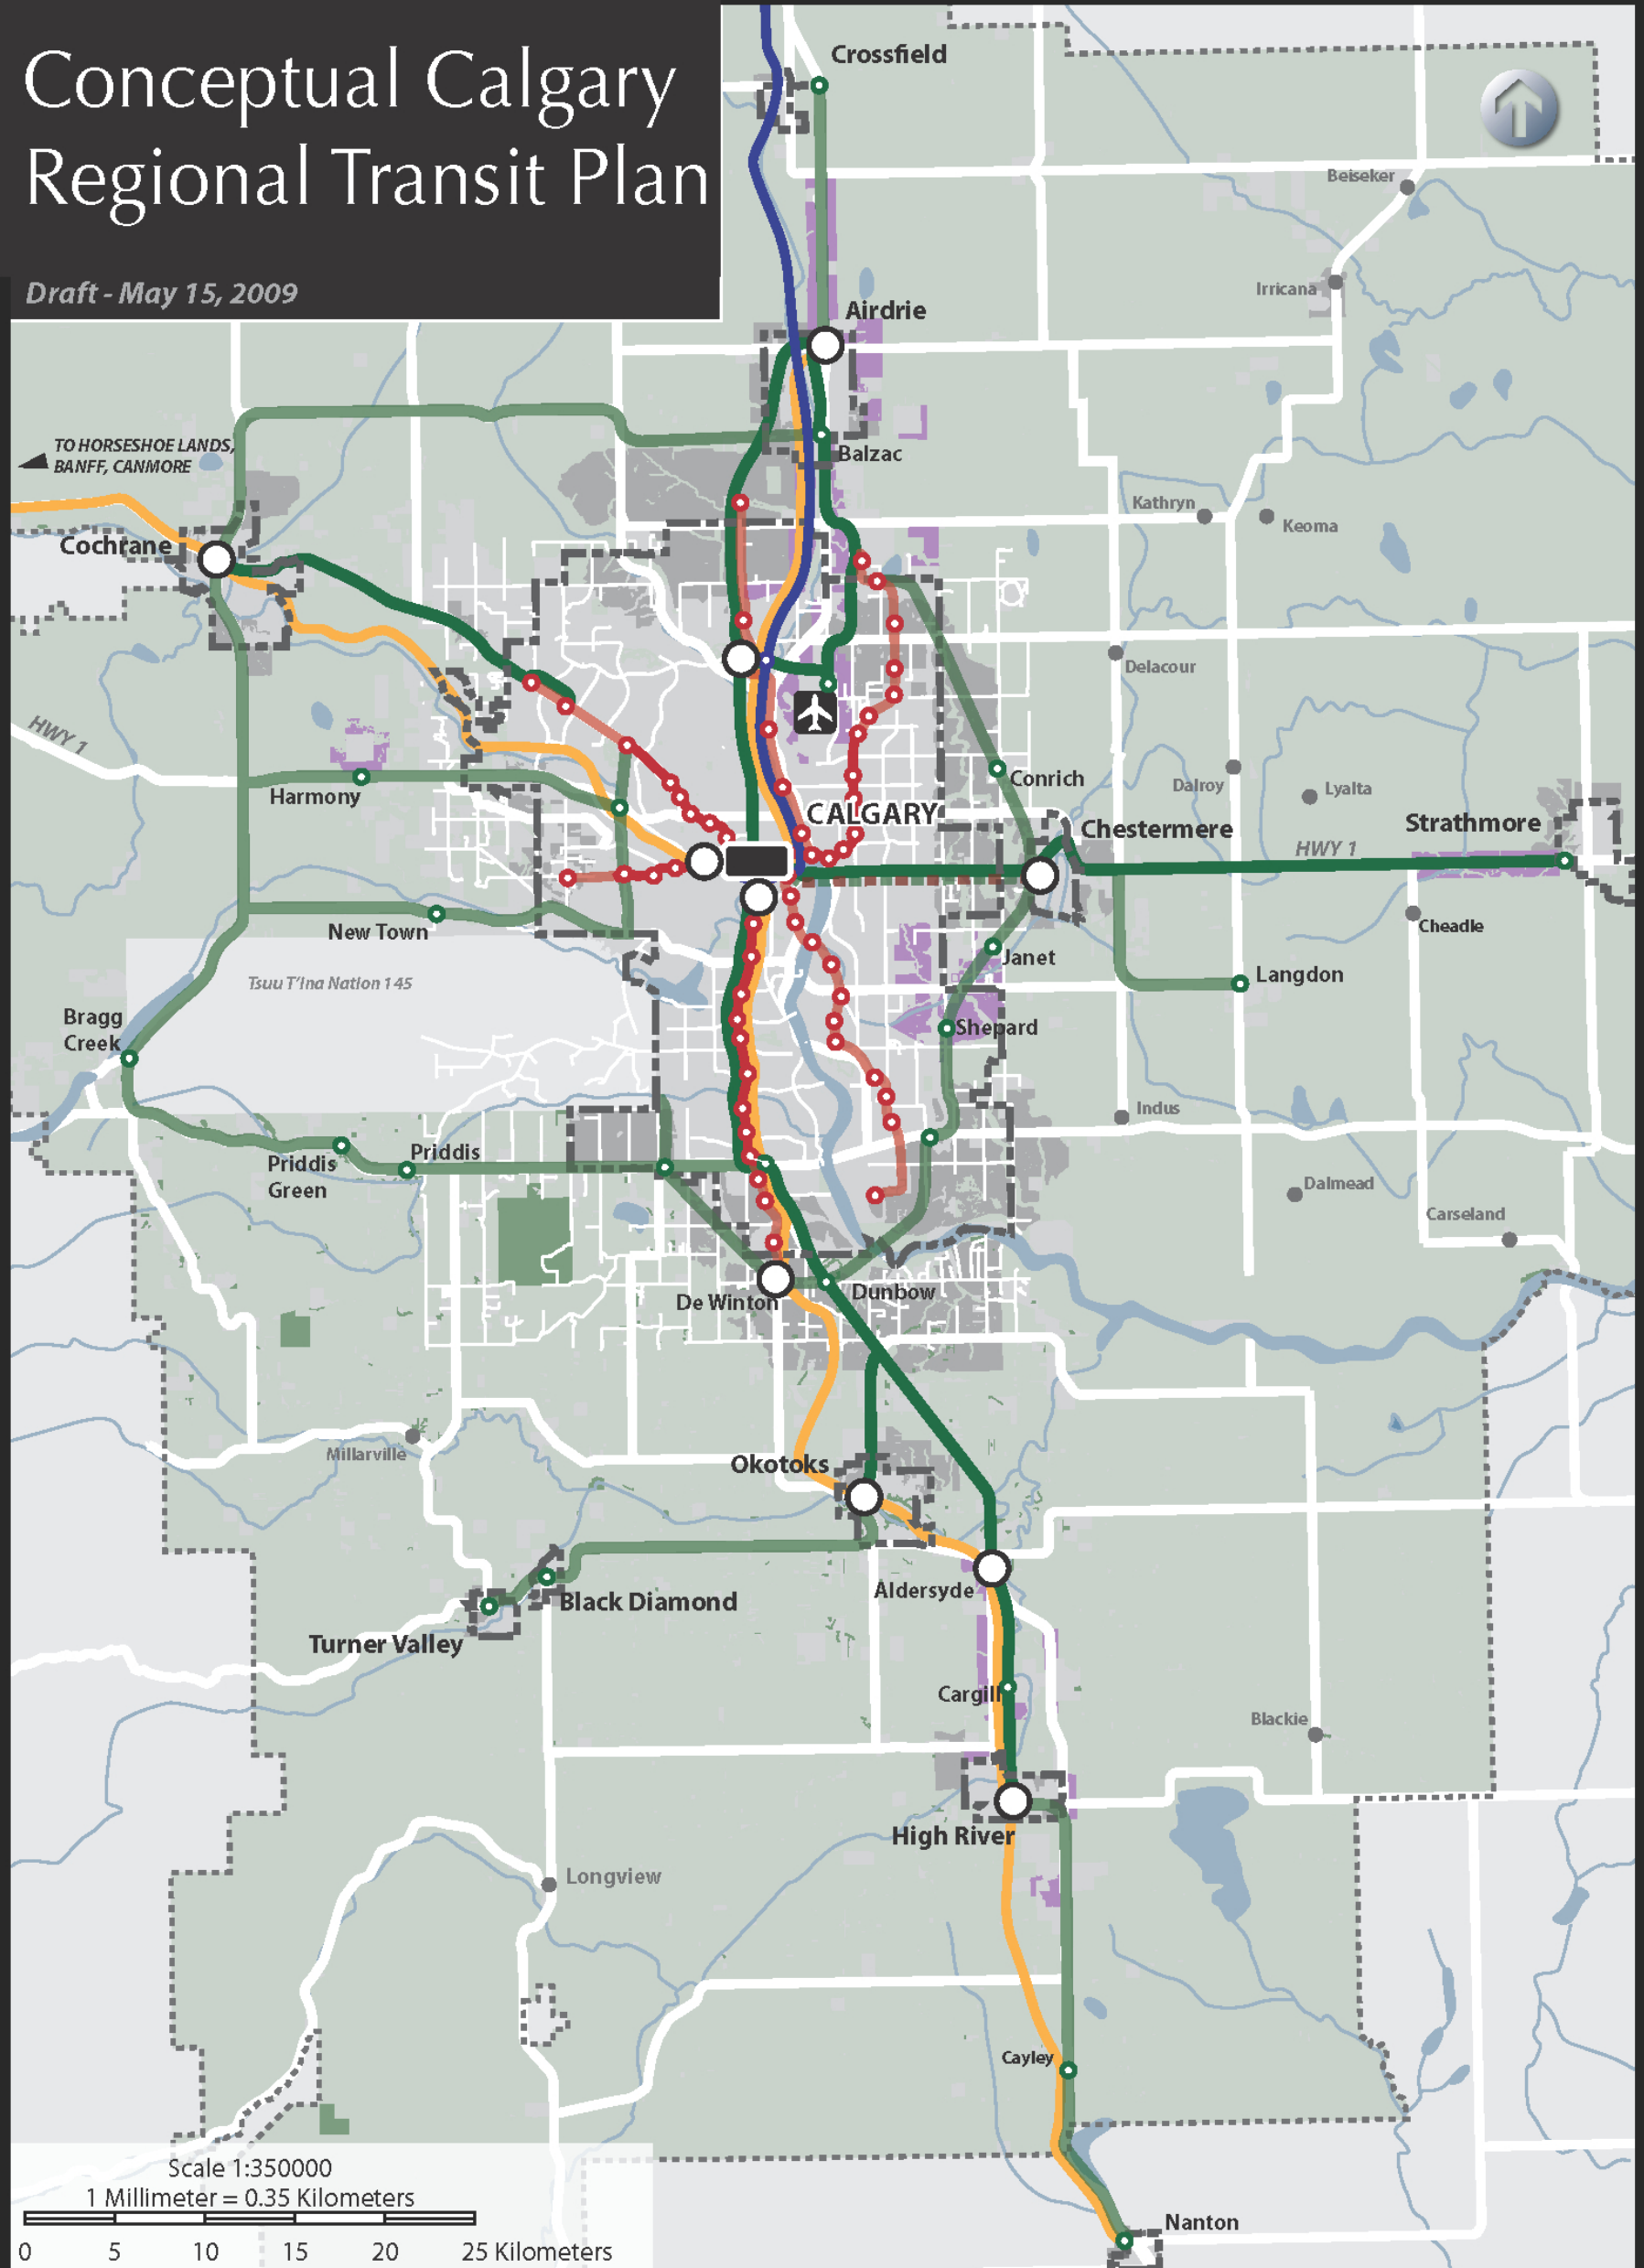 Conceptual Calgary
Regional Transit Plan
Draft - May 15, 2009
Crossfield
Beiseker
Irricana
Airdrie
TO HORSESHOE LANDS,
BANFF, CANMORE
Balzac
Kathryn
Keoma
Cochrane
Delacour
HWY 1
Harmony
Conrich
Dalroy
Lyalta
CALGARY
Chestermere
Strathmore
HWY 1
New Town
Cheadle
Janet
Langdon
Tsuu T'Ina Nation 145
Bragg
Creek
Shepard
Indus
Priddis
Green
Priddis
Dalmead
Carseland
De Winton
Dunbow
Millarville
Okotoks
Aldersyde
Black Diamond
Turner Valley
Cargill
Blackie
High River
Longview
Cayley
Nanton
Scale 1:350000
1 Millimeter = 0.35 Kilometers
0 5 10 15 20 25 Kilometers